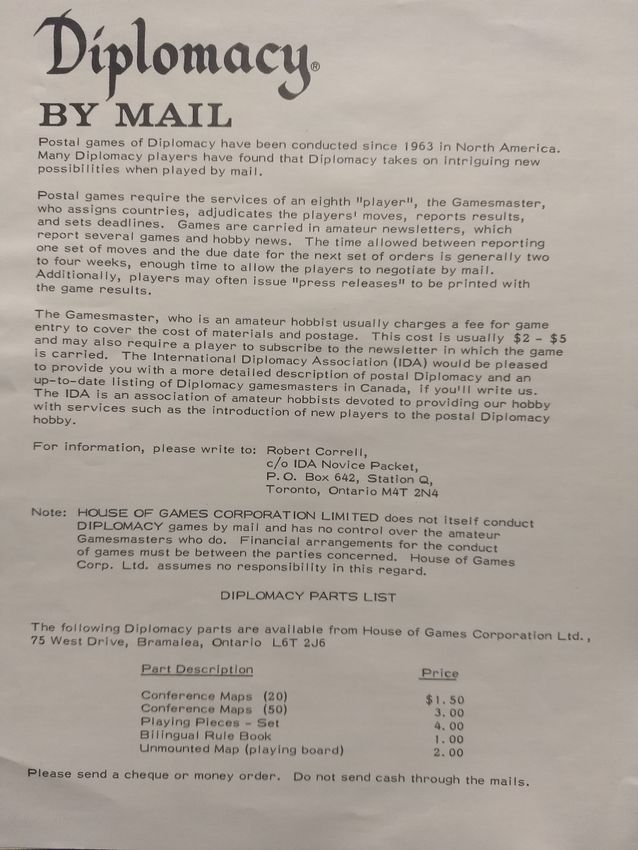 Diplomacy®
BY MAIL
Postal games of Diplomacy have been conducted since 1963 in North America.
Many Diplomacy players have found that Diplomacy takes on intriguing new
possibilities when played by mail.
Postal games require the services of an eighth "player", the Gamesmaster,
who assigns countries, adjudicates the players' moves, reports results,
and sets deadlines. Games are carried in amateur newsletters, which
report several games and hobby news. The time allowed between reporting
one set of moves and the due date for the next set of orders is generally two
to four weeks, enough time to allow the players to negotiate by mail.
Additionally, players may often issue "press releases" to be printed with
the game results.
The Gamesmaster, who is an amateur hobbist usually charges a fee for game
entry to cover the cost of materials and postage. This cost is usually $2 - $5
and may also require a player to subscribe to the newsletter in which the game
is carried. The International Diplomacy Association (IDA) would be pleased
to provide you with a more detailed description of postal Diplomacy and an
up-to-date listing of Diplomacy gamesmasters in Canada, if you'll write us.
The IDA is an association of amateur hobbists devoted to providing our hobby
with services such as the introduction of new players to the postal Diplomacy
hobby.
For information, please write to: Robert Correll,
c/o IDA Novice Packet,
P.O. Box 642, Station Q,
Toronto, Ontario M4T 2N4
Note: HOUSE OF GAMES CORPORATION LIMITED does not itself conduct
DIPLOMACY games by mail and has no control over the amateur
Gamesmasters who do. Financial arrangements for the conduct
of games must be between the parties concerned. House of Games
Corp. Ltd. assumes no responsibility in this regard.
DIPLOMACY PARTS LIST
The following Diplomacy parts are available from House of Games Corporation Ltd.,
75 West Drive, Bramalea, Ontario L6T 2J6
Part Description Price
Conference Maps (20) $1.50
Conference Maps (50) 3.00
Playing Pieces - Set 4.00
Bilingual Rule Book 1.00
Unmounted Map (playing board) 2.00
Please send a cheque or money order. Do not send cash through the mails.